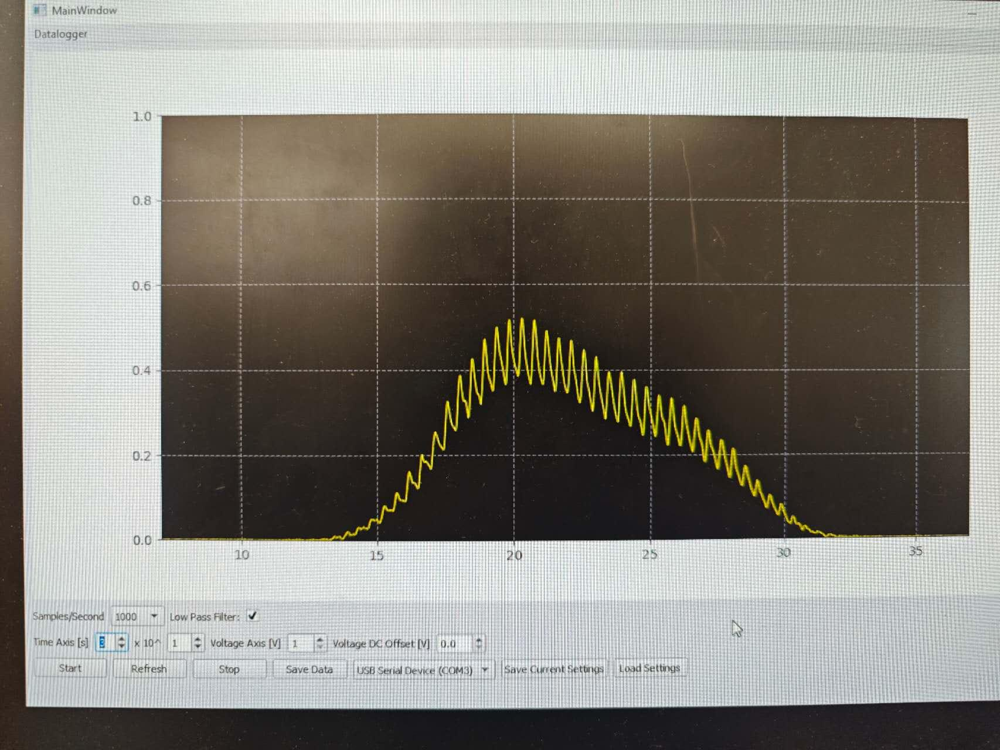 MainWindow
Datalogger
1.0
0.8
0.6
0.4
0.2
0.0
10 15 20 25 30 35
Samples/Second 1000 Low Pass Filter:
Time Axis [s] 3 x 10^ 1 Voltage Axis [V] 1 Voltage DC Offset [V] 0.0
Start Refresh Stop Save Data USB Serial Device (COM3) Save Current Settings Load Settings